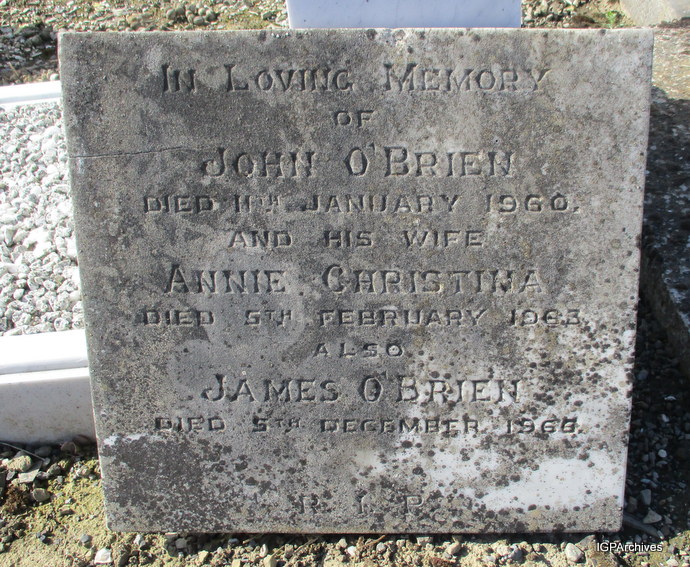 IN LOVING MEMORY
OF
JOHN O'BRIEN
DIED 11TH JANUARY 1960.
AND HIS WIFE
ANNIE CHRISTINA
DIED 5TH FEBRUARY 1963
ALSO
JAMES O'BRIEN
DIED 5TH DECEMBER
R I P
IGPArchives